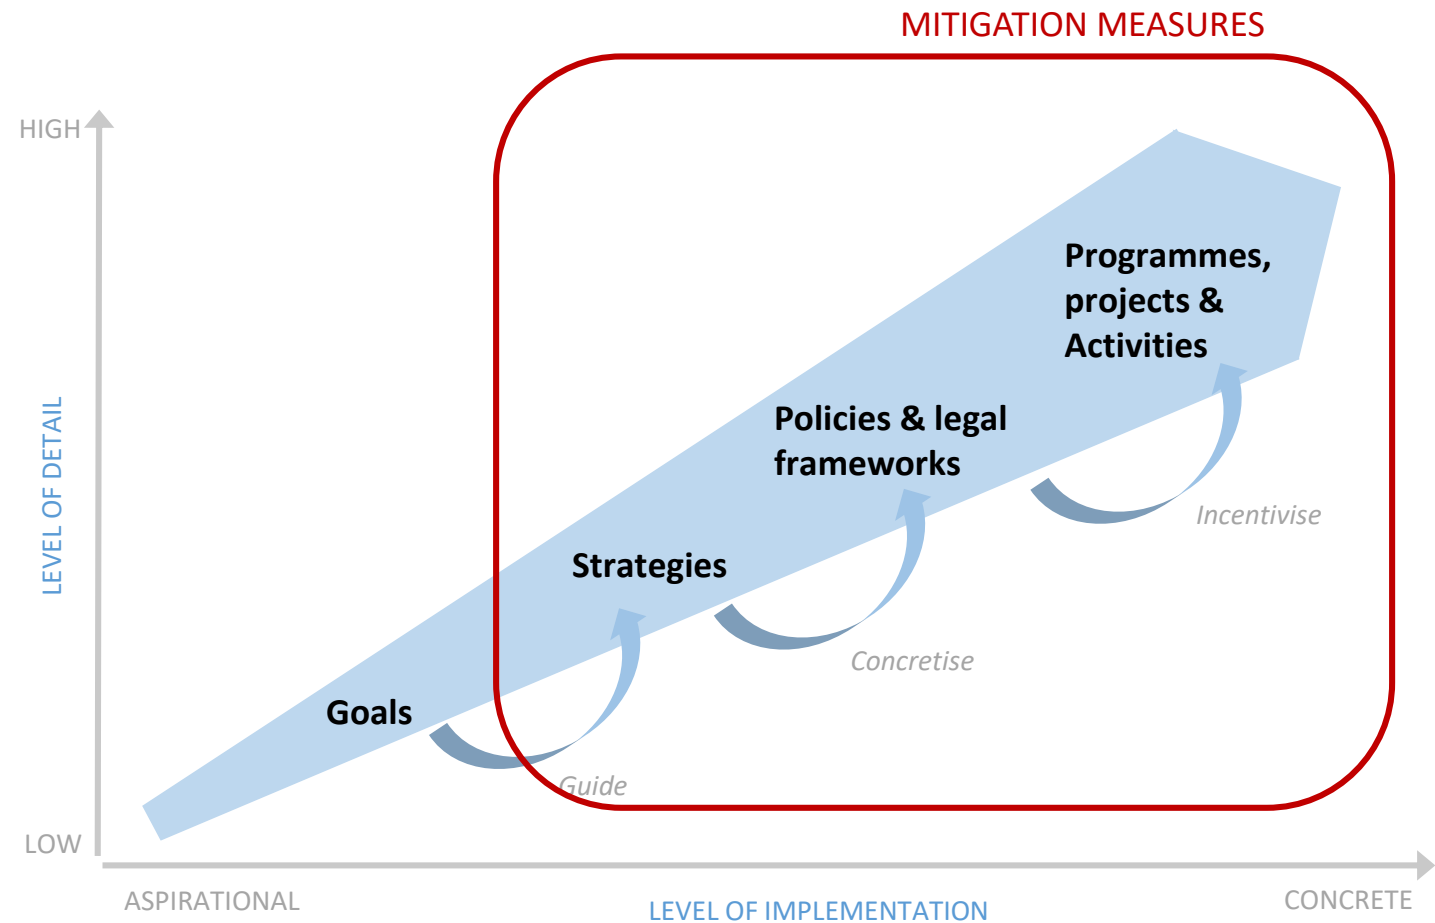 MITIGATION MEASURES
HIGH
Programmes,
projects &
Activities
LEVEL OF DETAIL
Policies & legal
frameworks
Incentivise
Strategies
Concretise
Goals
Guide
LOW
ASPIRATIONAL
LEVEL OF IMPLEMENTATION
CONCRETE